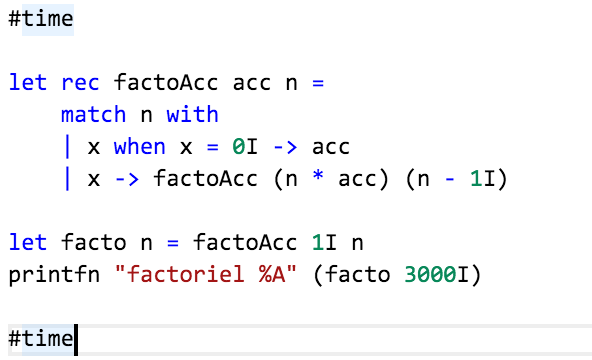 #time
let rec factoAcc acc n =
    match n with
    | x when x = 0I -> acc
    | x -> factoAcc (n * acc) (n - 1I)
let facto n = factoAcc 1I n
printfn "factoriel %A" (facto 3000I)
#time